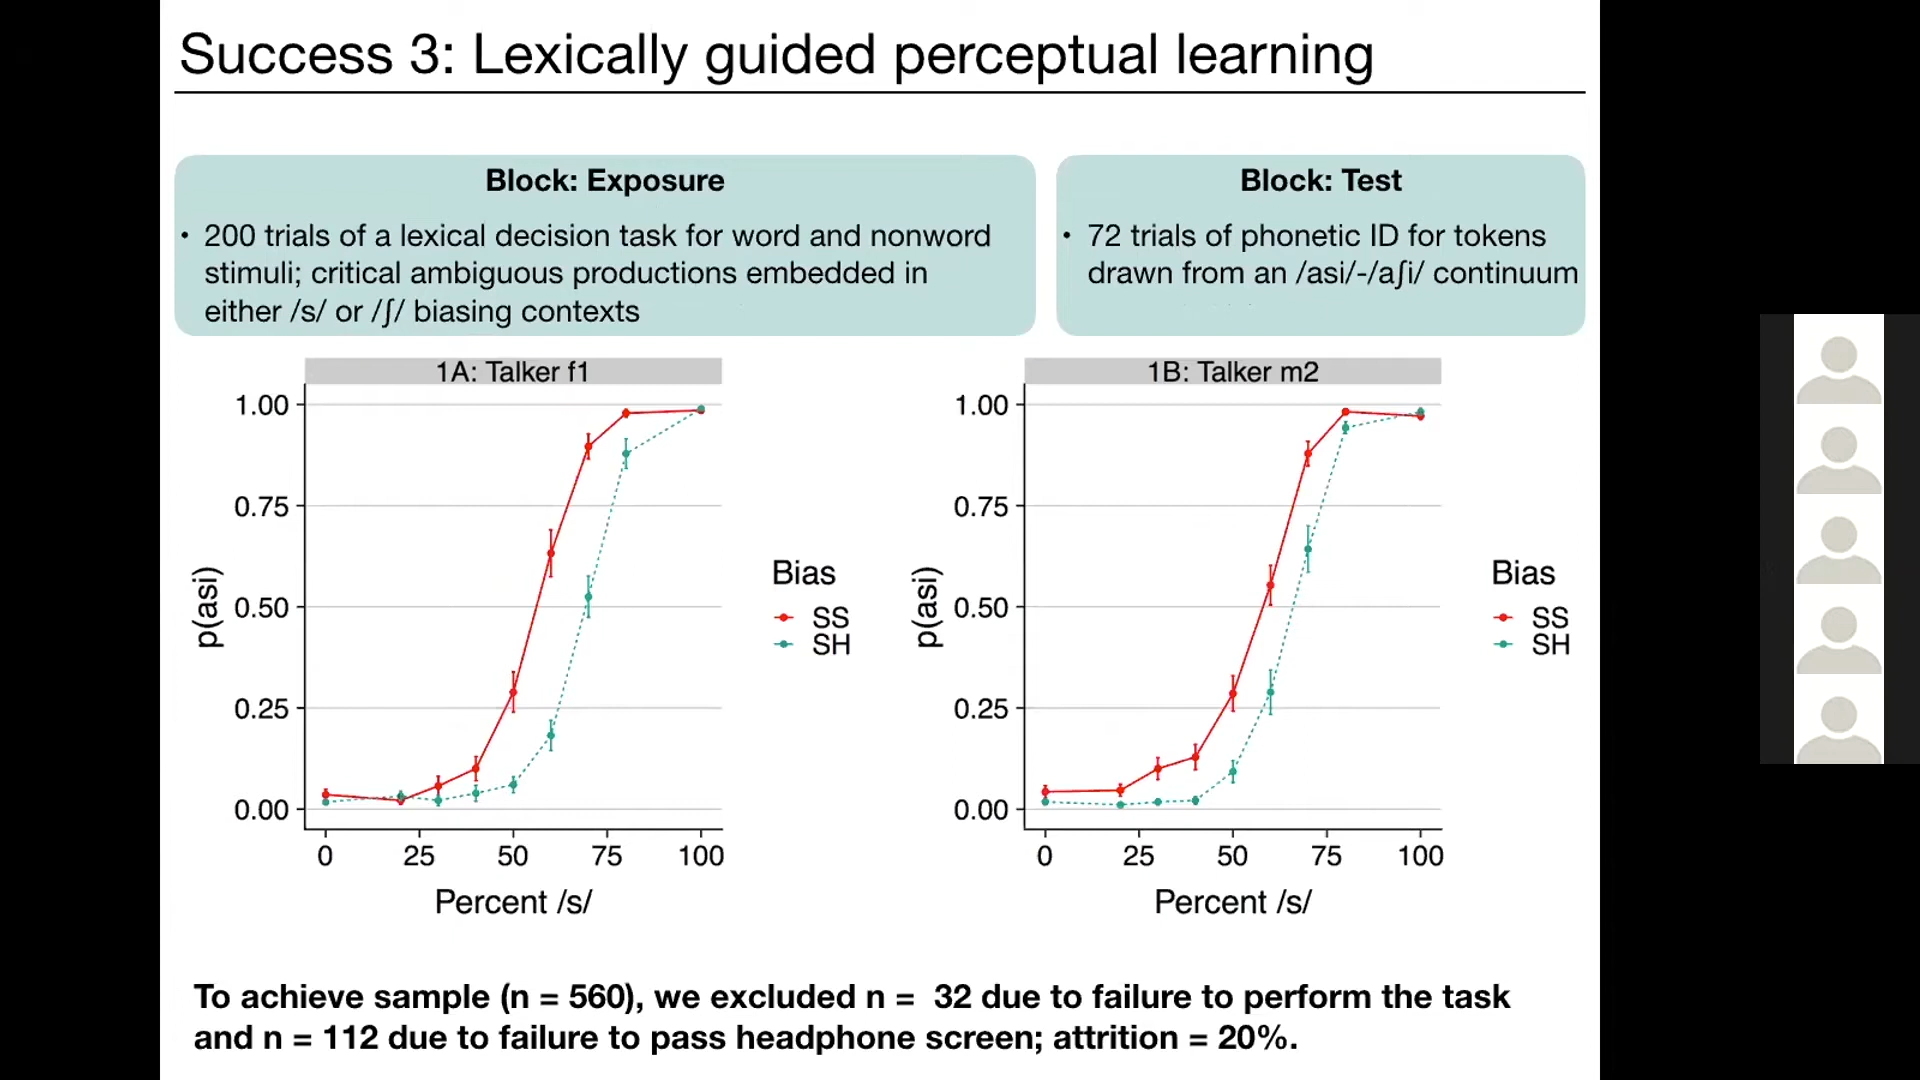 Success 3: Lexically guided perceptual learning
Block: Exposure
• 200 trials of a lexical decision task for word and nonword
stimuli; critical ambiguous productions embedded in
either /s/ or /ʃ/ biasing contexts
Block: Test
• 72 trials of phonetic ID for tokens
drawn from an /asi/-/aʃi/ continuum
1A: Talker f1
1.00
0.75
0.50
0.25
0.00
p(asi)
0 25 50 75 100
Percent /s/
Bias
SS
SH
1B: Talker m2
1.00
0.75
0.50
0.25
0.00
p(asi)
0 25 50 75 100
Percent /s/
Bias
SS
SH
To achieve sample (n = 560), we excluded n = 32 due to failure to perform the task
and n = 112 due to failure to pass headphone screen; attrition = 20%.